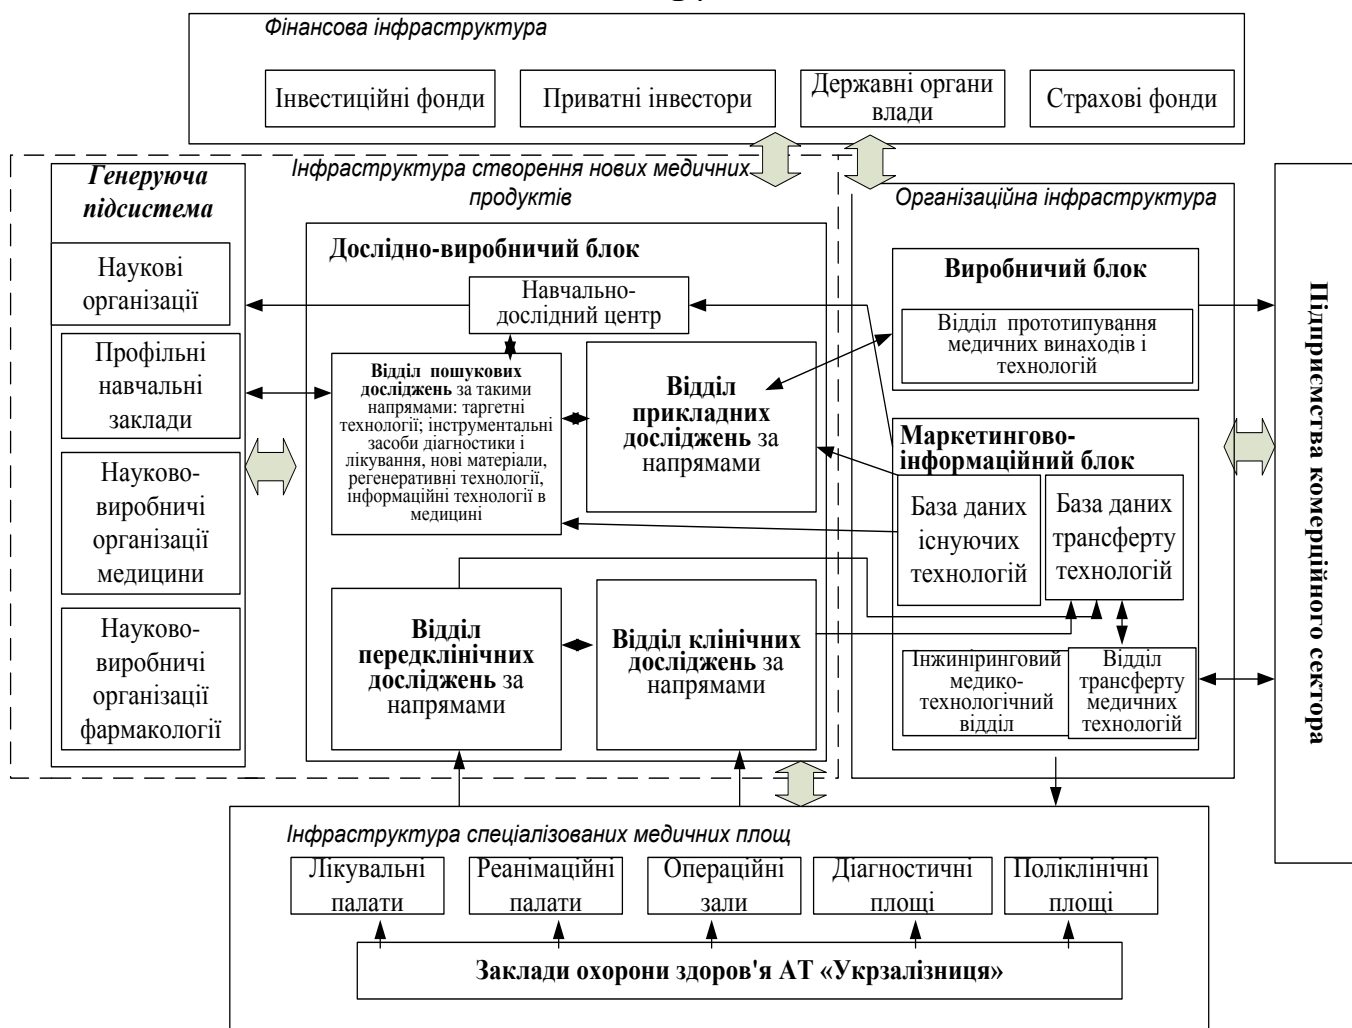 Фінансова інфраструктура
Інвестиційні фонди
Приватні інвестори
Державні органи
влади
Страхові фонди
Генеруюча
підсистема
Наукові
організації
Профільні
навчальні
заклади
Науково-
виробничі
організації
медицини
Науково-
виробничі
організації
фармакології
Інфраструктура створення нових медичних
продуктів
Дослідно-виробничий блок
Навчально-
дослідний центр
Відділ пошукових
досліджень за такими
напрямами: таргетні
технології; інструментальні
засоби діагностики і
лікування, нові матеріали,
регенеративні технології,
інформаційні технології в
медицині
Відділ
прикладних
досліджень за
напрямами
Відділ
передклінічних
досліджень за
напрямами
Відділ клінічних
досліджень за
напрямами
Організаційна інфраструктура
Виробничий блок
Відділ прототипування
медичних винаходів і
технологій
Маркетингово-
інформаційний блок
База даних
існуючих
технологій
База даних
трансферту
технологій
Інжиніринговий
медико-
технологічний
відділ
Відділ
трансферту
медичних
технологій
Підприємства комерційного сектора
Інфраструктура спеціалізованих медичних площ
Лікувальні
палати
Реанімаційні
палати
Операційні
зали
Діагностичні
площі
Поліклінічні
площі
Заклади охорони здоров'я АТ «Укрзалізниця»